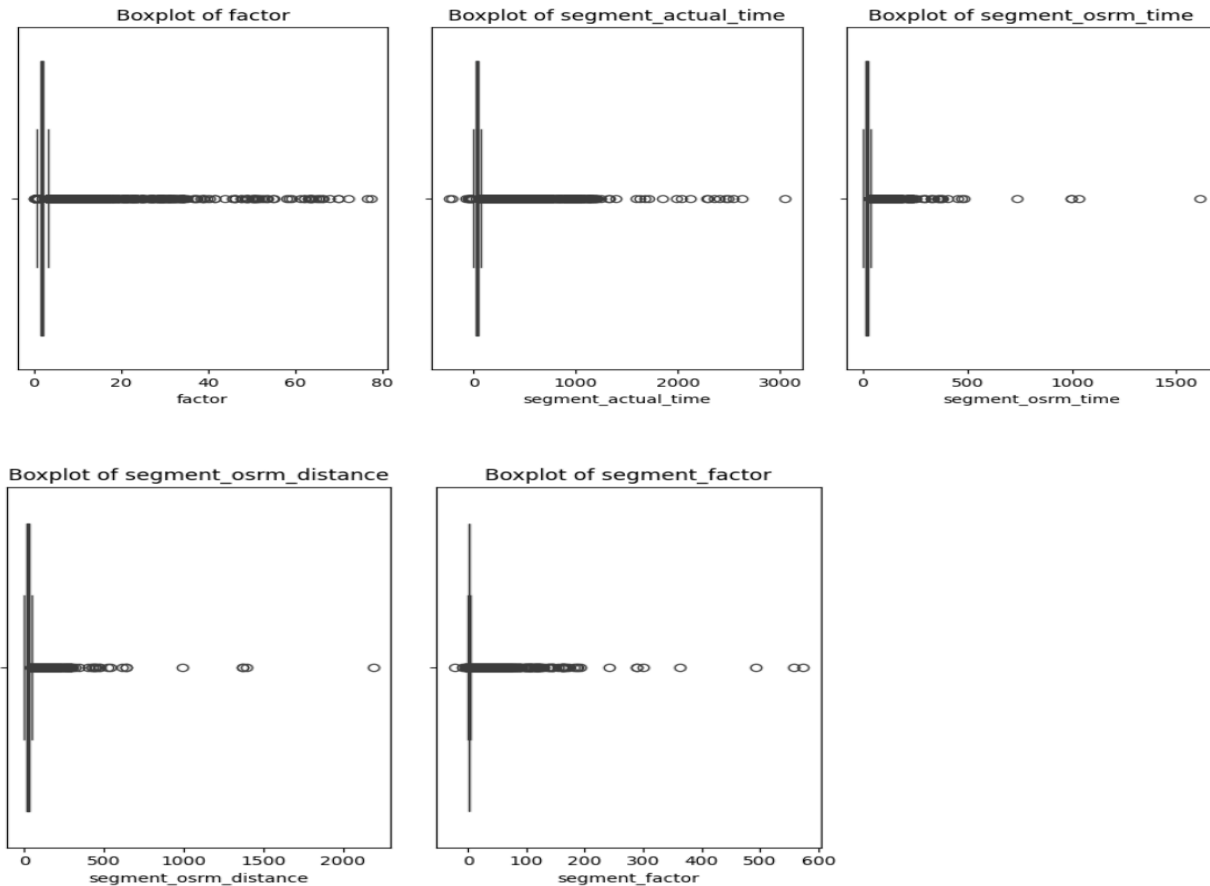 Boxplot of factor
Boxplot of segment_actual_time
Boxplot of segment_osrm_time
0 20 40 60 80
0 1000 2000 3000
0 500 1000 1500
factor
segment_actual_time
segment_osrm_time
Boxplot of segment_osrm_distance
Boxplot of segment_factor
0 500 1000 1500 2000
0 100 200 300 400 500 600
segment_osrm_distance
segment_factor